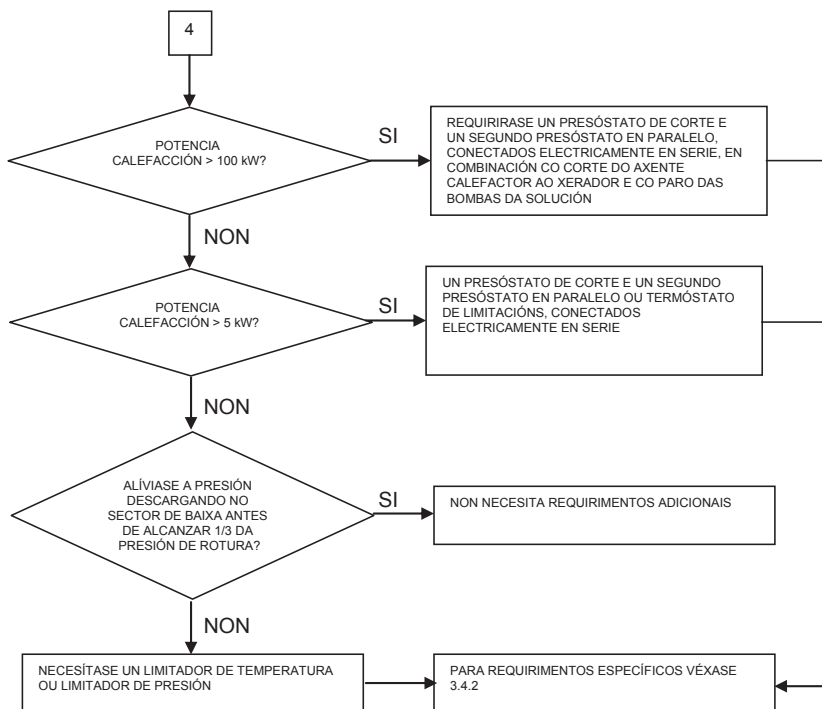 4
POTENCIA
CALEFACCIÓN > 100 kW?
SI
REQUIRIRASE UN PRESÓSTATO DE CORTE E
UN SEGUNDO PRESÓSTATO EN PARALELO,
CONECTADOS ELECTRICAMENTE EN SERIE, EN
COMBINACIÓN CO CORTE DO AXENTE
CALEFACTOR AO XERADOR E CO PARO DAS
BOMBAS DA SOLUCIÓN
NON
POTENCIA
CALEFACCIÓN > 5 kW?
SI
UN PRESÓSTATO DE CORTE E UN SEGUNDO
PRESÓSTATO EN PARALELO OU TERMÓSTATO
DE LIMITACIÓNS, CONECTADOS
ELECTRICAMENTE EN SERIE
NON
ALÍVIASE A PRESIÓN
DESCARGANDO NO
SECTOR DE BAIXA ANTES
DE ALCANZAR 1/3 DA
PRESIÓN DE ROTURA?
SI
NON NECESITA REQUIRIMENTOS ADICIONAIS
NON
NECESÍTASE UN LIMITADOR DE TEMPERATURA
OU LIMITADOR DE PRESIÓN
PARA REQUIRIMENTOS ESPECÍFICOS VÉXASE
3.4.2